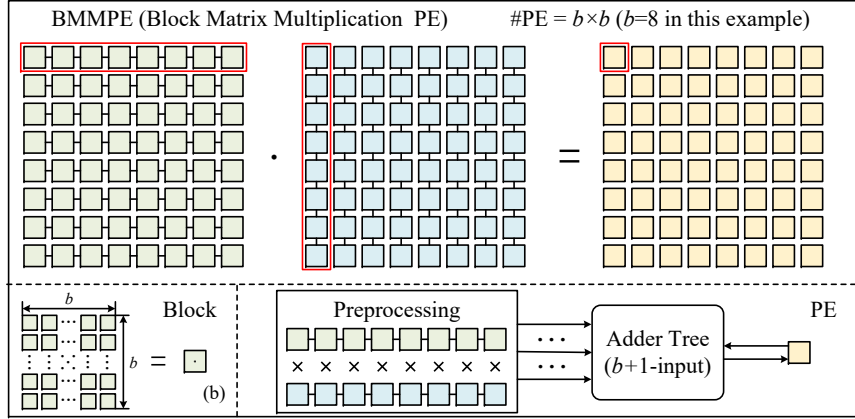 BMMPE (Block Matrix Multiplication PE) #PE = b×b (b=8 in this example)
· =
b Block
b
= ·
(b)
Preprocessing
× × × × × × × ×
...
...
Adder Tree
(b+1-input)
PE